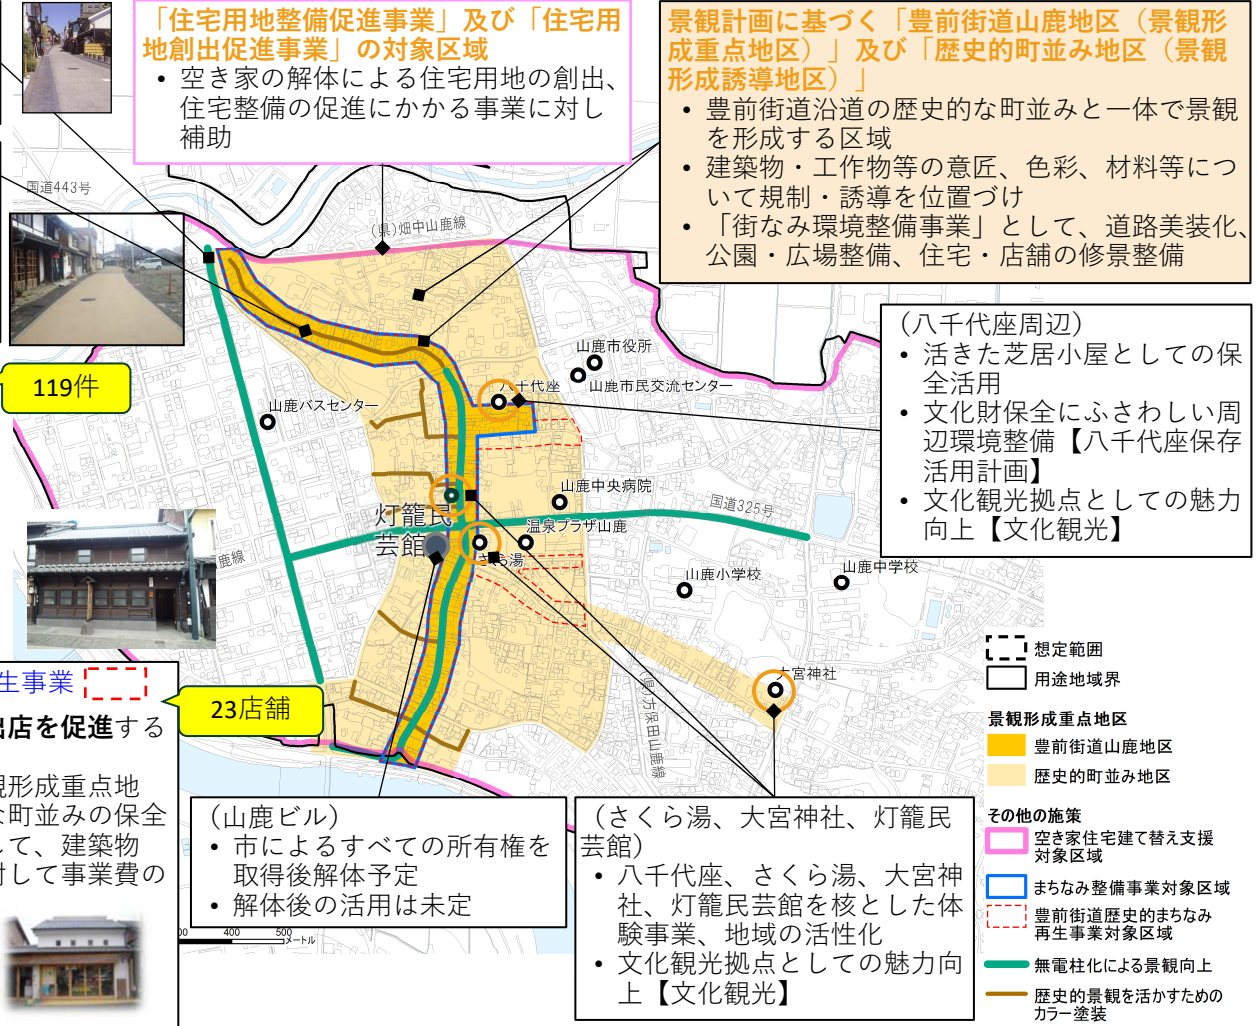 「住宅用地整備促進事業」及び「住宅用
地創出促進事業」の対象区域
• 空き家の解体による住宅用地の創出、
住宅整備の促進にかかる事業に対し
補助
景観計画に基づく「豊前街道山鹿地区（景観形
成重点地区）」及び「歴史的町並み地区（景観
形成誘導地区）」
• 豊前街道沿道の歴史的な町並みと一体で景観
を形成する区域
• 建築物・工作物等の意匠、色彩、材料等につ
いて規制・誘導を位置づけ
• 「街なみ環境整備事業」として、道路美装化、
公園・広場整備、住宅・店舗の修景整備
国道443号
(県)畑中山鹿線
119件
山鹿バスセンター
山鹿市役所
八千代座
山鹿市民交流センター
（八千代座周辺）
• 活きた芝居小屋としての保
全活用
• 文化財保全にふさわしい周
辺環境整備【八千代座保存
活用計画】
• 文化観光拠点としての魅力
向上【文化観光】
山鹿中央病院
国道325号
灯籠民
芸館
温泉プラザ山鹿
さくら湯
鹿線
山鹿小学校
山鹿中学校
大宮神社
(県)方保田山鹿線
生事業
23店舗
出店を促進する
観形成重点地
な町並みの保全
して、建築物
対して事業費の
（山鹿ビル）
• 市によるすべての所有権を
取得後解体予定
• 解体後の活用は未定
00 400 500
メートル
（さくら湯、大宮神社、灯籠民
芸館）
• 八千代座、さくら湯、大宮神
社、灯籠民芸館を核とした体
験事業、地域の活性化
• 文化観光拠点としての魅力向
上【文化観光】
想定範囲
用途地域界
景観形成重点地区
豊前街道山鹿地区
歴史的町並み地区
その他の施策
空き家住宅建て替え支援
対象区域
まちなみ整備事業対象区域
豊前街道歴史的まちなみ
再生事業対象区域
無電柱化による景観向上
歴史的景観を活かすための
カラー塗装